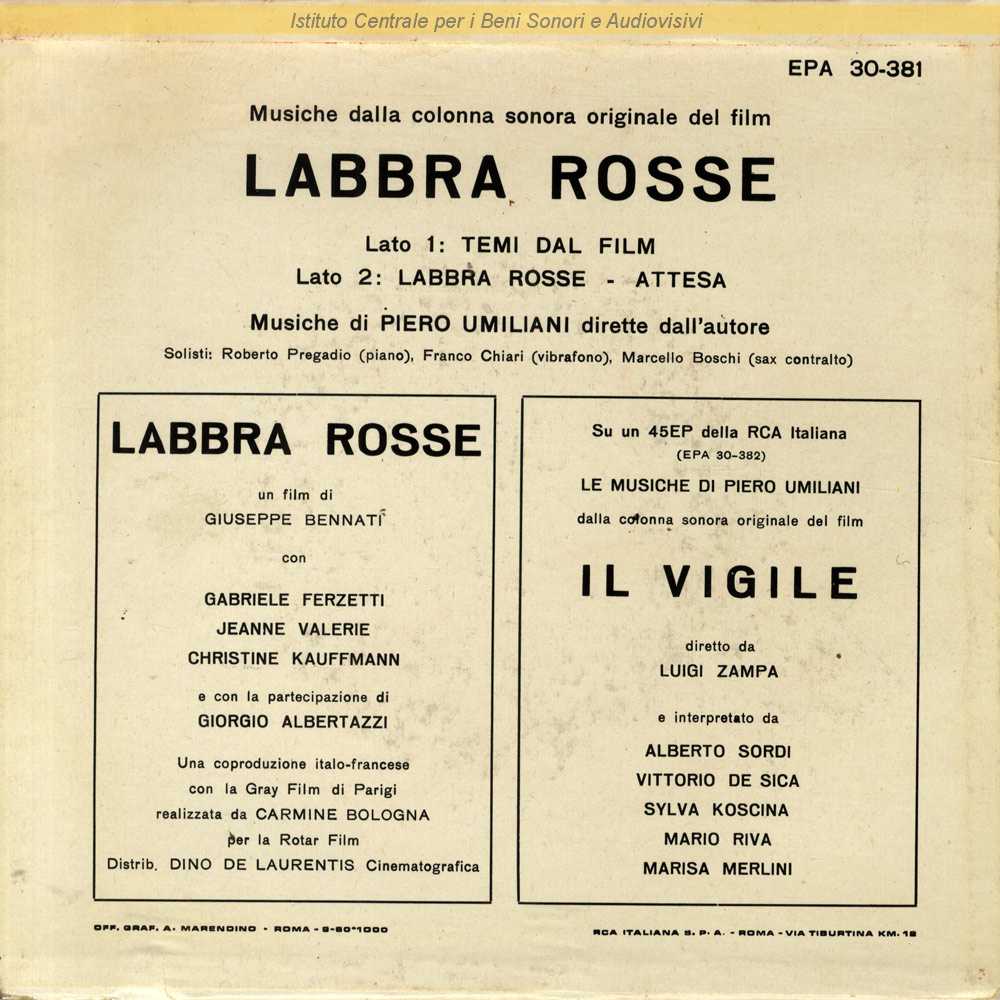 Istituto Centrale per i Beni Sonori e Audiovisivi
EPA 30-381
Musiche dalla colonna sonora originale del film
LABBRA ROSSE
Lato 1: TEMI DAL FILM
Lato 2: LABBRA ROSSE - ATTESA
Musiche di PIERO UMILIANI dirette dall'autore
Solisti: Roberto Pregadio (piano), Franco Chiari (vibrafono), Marcello Boschi (sax contralto)
LABBRA ROSSE
un film di
GIUSEPPE BENNATI
con
GABRIELE FERZETTI
JEANNE VALERIE
CHRISTINE KAUFFMANN
e con la partecipazione di
GIORGIO ALBERTAZZI
Una coproduzione italo-francese
con la Gray Film di Parigi
realizzata da CARMINE BOLOGNA
per la Rotar Film
Distrib. DINO DE LAURENTIS Cinematografica
Su un 45EP della RCA Italiana
(EPA 30-382)
LE MUSICHE DI PIERO UMILIANI
dalla colonna sonora originale del film
IL VIGILE
diretto da
LUIGI ZAMPA
e interpretato da
ALBERTO SORDI
VITTORIO DE SICA
SYLVA KOSCINA
MARIO RIVA
MARISA MERLINI
OFF. GRAF. A. MARENDINO - ROMA - 9-60*1000
RCA ITALIANA S. P. A. - ROMA - VIA TIBURTINA KM. 12